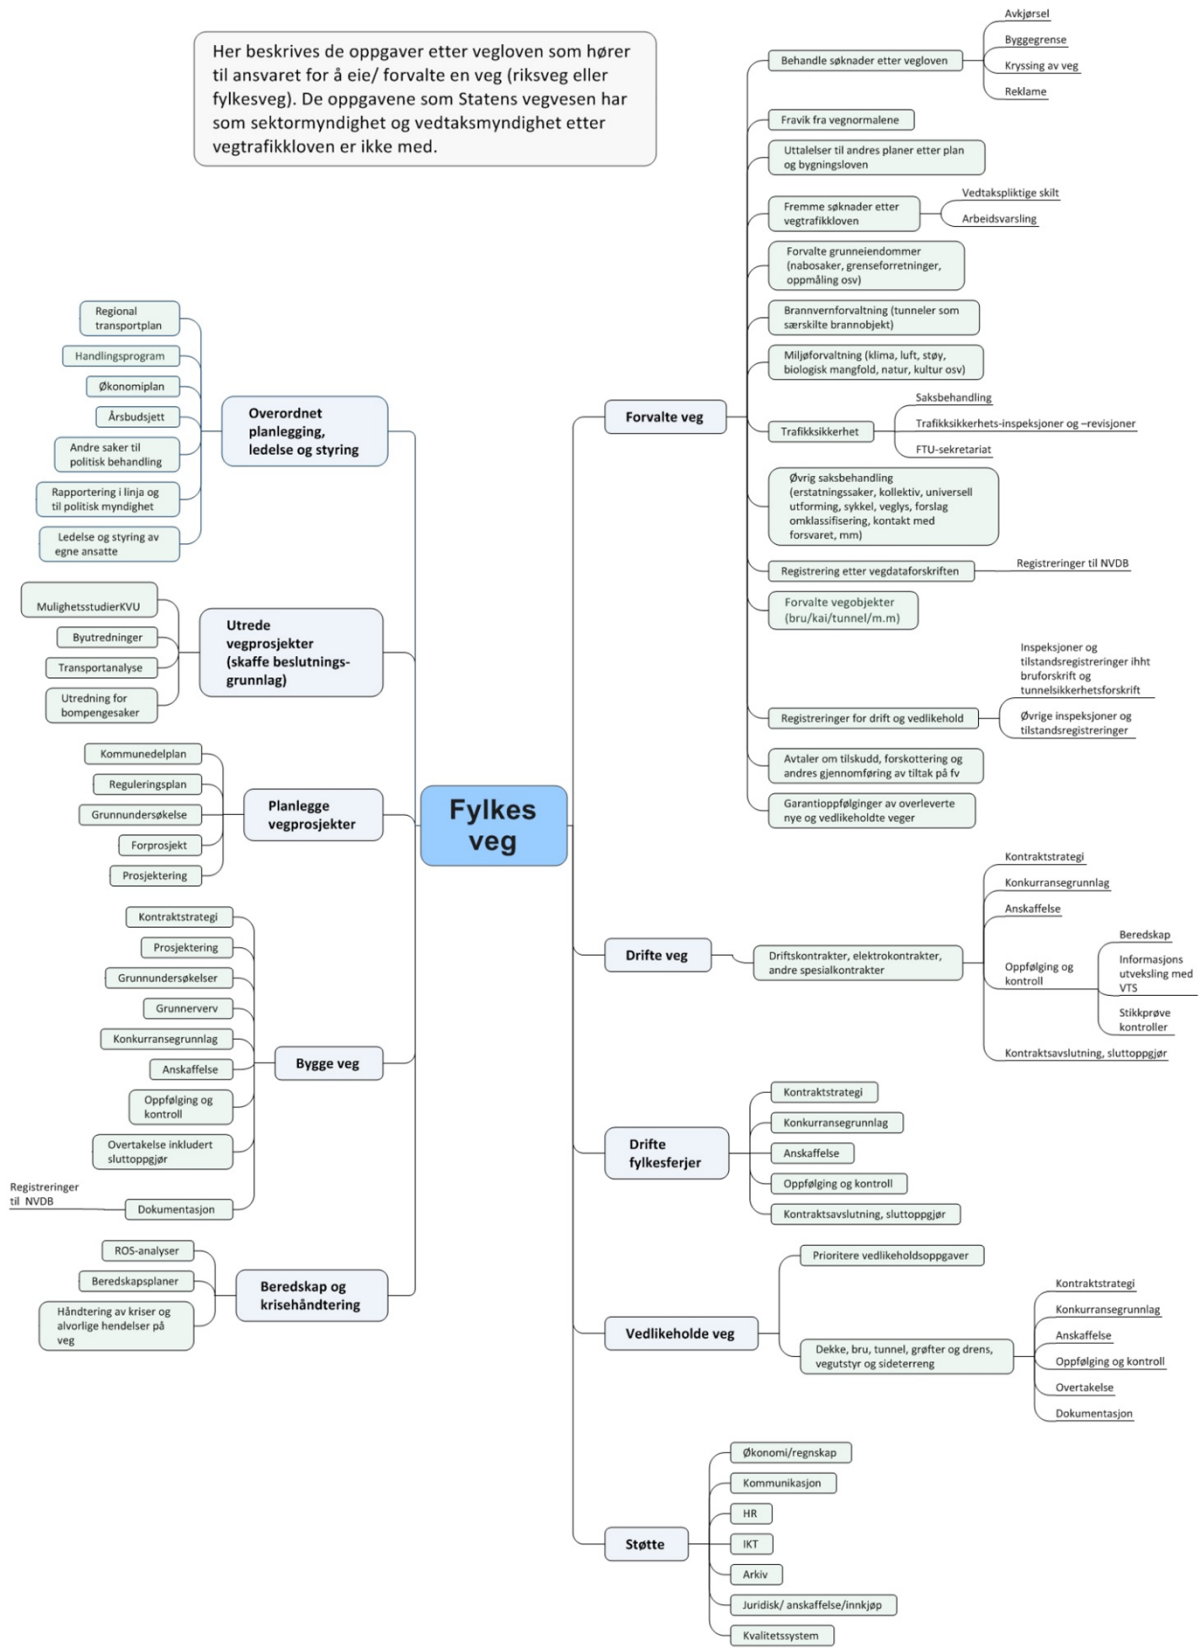 Her beskrives de oppgaver etter vegloven som hører
til ansvaret for å eie/ forvalte en veg (riksveg eller
fylkesveg). De oppgavene som Statens vegvesen har
som sektormyndighet og vedtaksmyndighet etter
vegtrafikkloven er ikke med.
Fylkes
veg
Overordnet
planlegging,
ledelse og styring
Regional
transportplan
Handlingsprogram
Økonomiplan
Årsbudsjett
Andre saker til
politisk behandling
Rapportering i linja og
til politisk myndighet
Ledelse og styring av
egne ansatte
Utrede
vegprosjekter
(skaffe beslutnings-
grunnlag)
MulighetsstudierKVU
Byutredninger
Transportanalyse
Utredning for
bompengesaker
Planlegge
vegprosjekter
Kommunedelplan
Reguleringsplan
Grunnundersøkelse
Forprosjekt
Prosjektering
Bygge veg
Kontraktstrategi
Prosjektering
Grunnundersøkelser
Grunnerverv
Konkurransegrunnlag
Anskaffelse
Oppfølging og
kontroll
Overtakelse inkludert
sluttoppgjør
Dokumentasjon
Registreringer
til NVDB
Beredskap og
krisehåndtering
ROS-analyser
Beredskapsplaner
Håndtering av kriser og
alvorlige hendelser på
veg
Forvalte veg
Behandle søknader etter vegloven
Avkjørsel
Byggegrense
Kryssing av veg
Reklame
Fravik fra vegnormalene
Uttalelser til andres planer etter plan
og bygningsloven
Fremme søknader etter
vegtrafikkloven
Vedtakspliktige skilt
Arbeidsvarsling
Forvalte grunneiendommer
(nabosaker, grenseforretninger,
oppmåling osv)
Brannvernforvaltning (tunneler som
særskilte brannobjekt)
Miljøforvaltning (klima, luft, støy,
biologisk mangfold, natur, kultur osv)
Trafikksikkerhet
Saksbehandling
Trafikksikkerhets-inspeksjoner og –revisjoner
FTU-sekretariat
Øvrig saksbehandling
(erstatningssaker, kollektiv, universell
utforming, sykkel, veglys, forslag
omklassifisering, kontakt med
forsvaret, mm)
Registrering etter vegdataforskriften
Registreringer til NVDB
Forvalte vegobjekter
(bru/kai/tunnel/m.m)
Registreringer for drift og vedlikehold
Inspeksjoner og
tilstandsregistreringer ihht
bruforskrift og
tunnelsikkerhetsforskrift
Øvrige inspeksjoner og
tilstandsregistreringer
Avtaler om tilskudd, forskottering og
andres gjennomføring av tiltak på fv
Garantioppfølginger av overleverte
nye og vedlikeholdte veger
Drifte veg
Driftskontrakter, elektrokontrakter,
andre spesialkontrakter
Kontraktstrategi
Konkurransegrunnlag
Anskaffelse
Oppfølging og
kontroll
Beredskap
Informasjons
utveksling med
VTS
Stikkprøve
kontroller
Kontraktsavslutning, sluttoppgjør
Drifte
fylkesferjer
Kontraktstrategi
Konkurransegrunnlag
Anskaffelse
Oppfølging og kontroll
Kontraktsavslutning, sluttoppgjør
Vedlikeholde veg
Prioritere vedlikeholdsoppgaver
Dekke, bru, tunnel, grøfter og drens,
vegutstyr og sideterreng
Kontraktstrategi
Konkurransegrunnlag
Anskaffelse
Oppfølging og kontroll
Overtakelse
Dokumentasjon
Støtte
Økonomi/regnskap
Kommunikasjon
HR
IKT
Arkiv
Juridisk/ anskaffelse/innkjøp
Kvalitetssystem